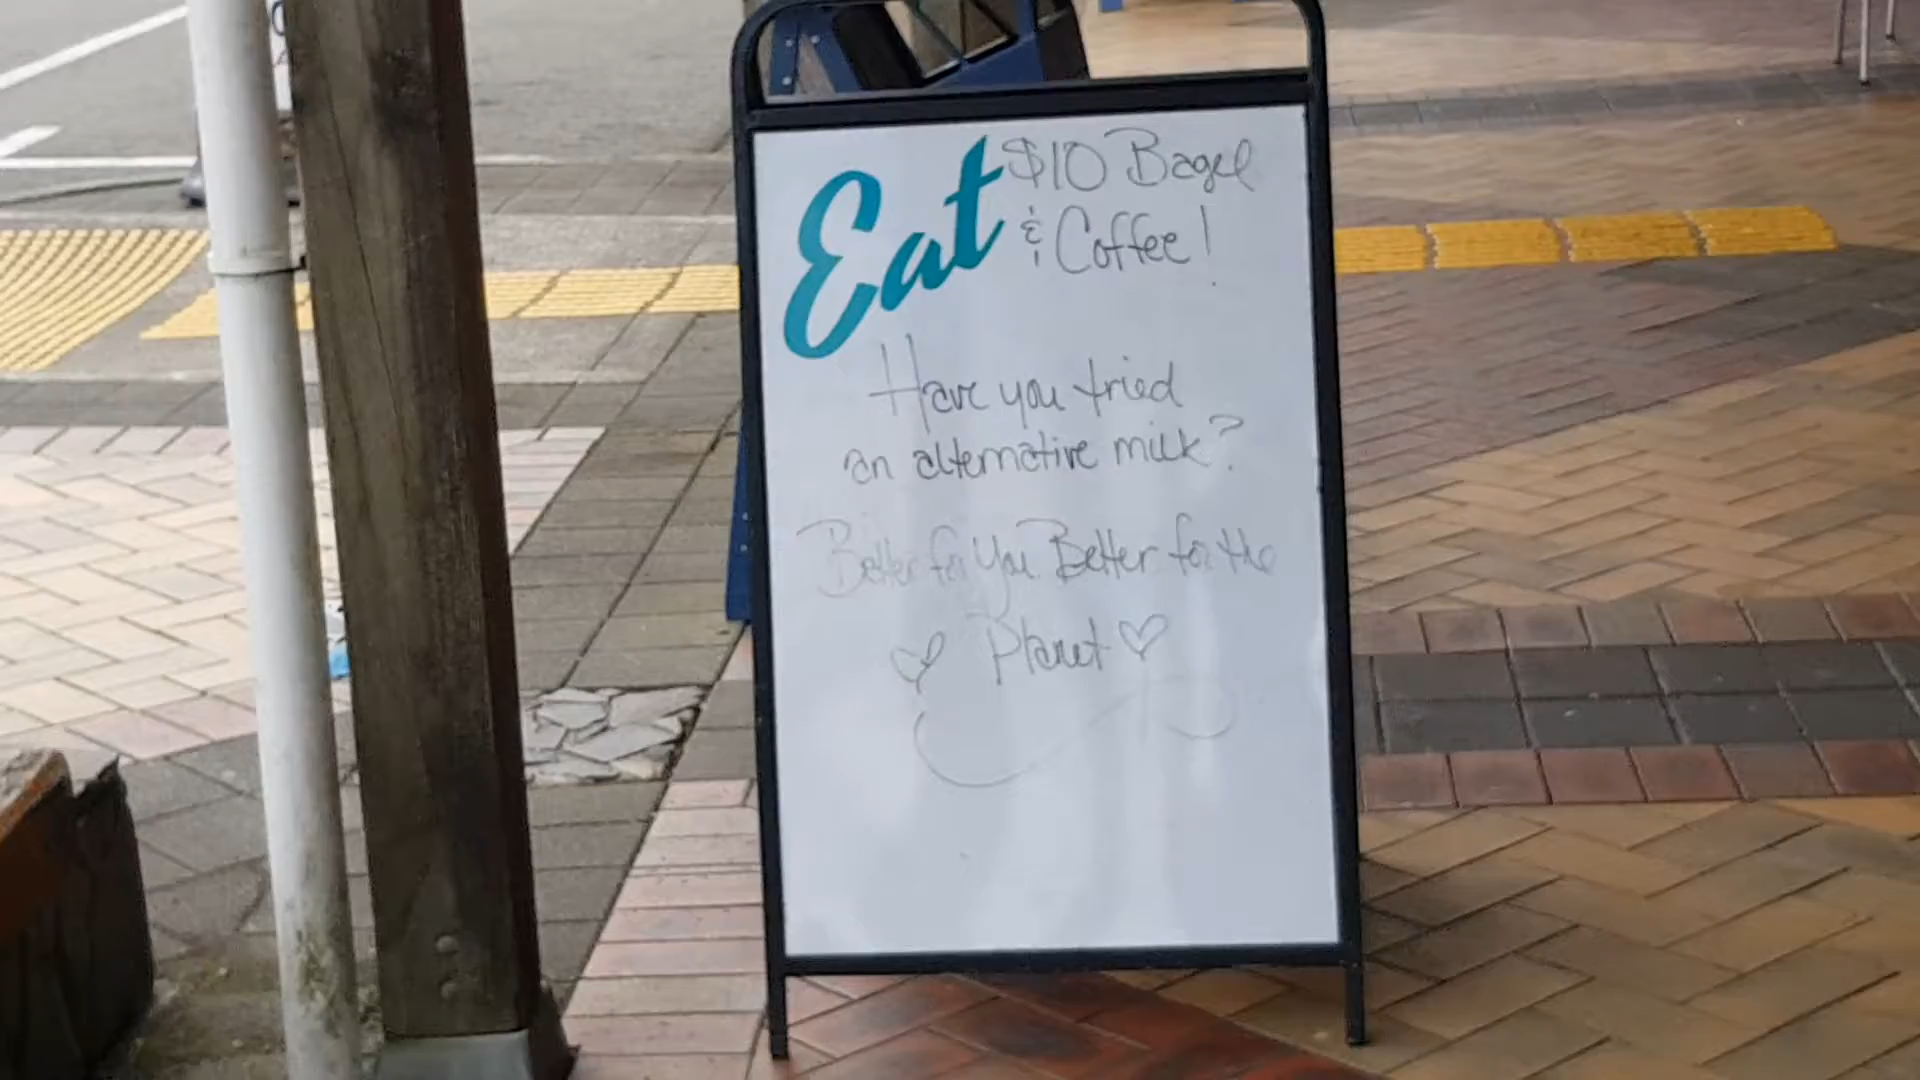 Eat
$10 Bagel
& Coffee!
Have you tried
an alternative milk?
Better for You Better for the
Planet